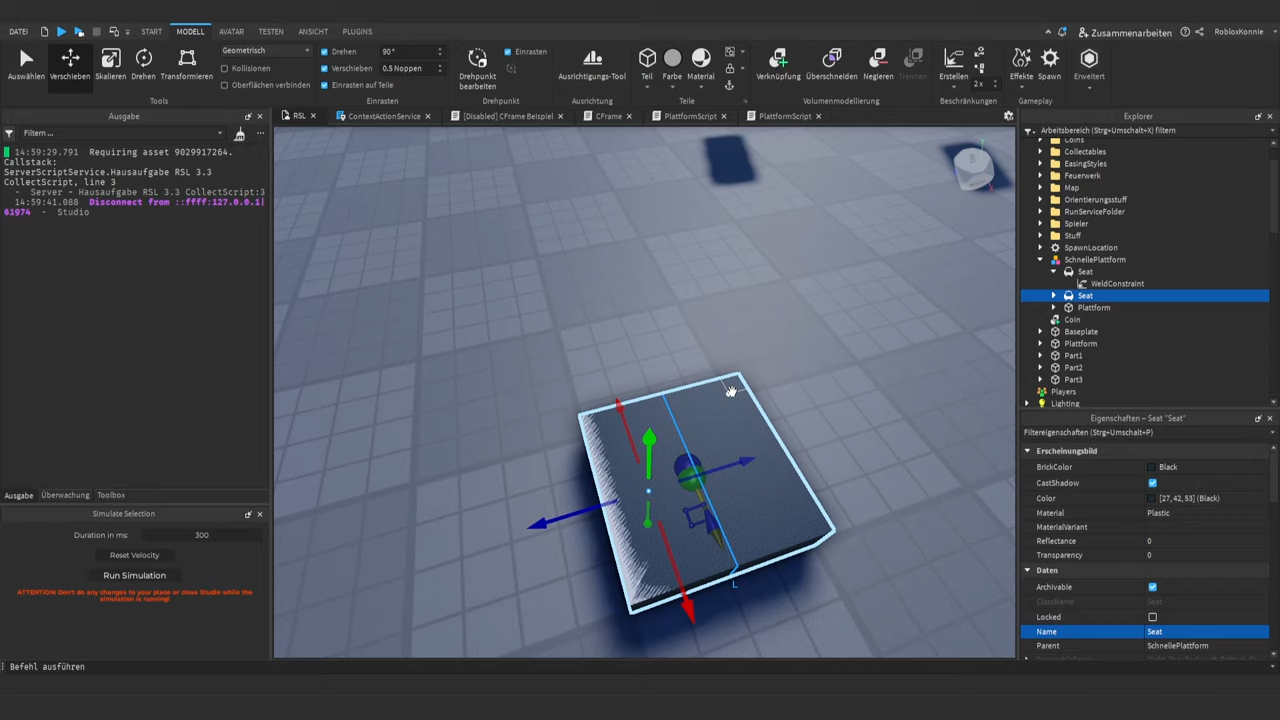 DATEI START MODELL AVATAR TESTEN ANSICHT PLUGINS Zusammenarbeiten RobloxKonnie
Geometrisch Drehen 90° Einrasten
Kollisionen Verschieben 0.5 Noppen
Oberflächen verbinden Einrasten auf Teile
Auswählen Verschieben Skalieren Drehen Transformieren Drehpunkt bearbeiten Ausrichtungs-Tool Teil Farbe Material Verknüpfung Überschneiden Negieren Trennen Erstellen 2 x Effekte Spawn Erweitert
Tools Einrasten Drehpunkt Ausrichtung Teile Volumenmodellierung Beschränkungen Gameplay
Ausgabe
RSL ContextActionService [Disabled] CFrame Beispiel CFrame PlattformScript PlattformScript
Explorer
Filtern ...
Arbeitsbereich (Strg+Umschalt+X) filtern
14:59:29.791 Requiring asset 9029917264.
Callstack:
ServerScriptService.Hausaufgabe RSL 3.3
CollectScript, line 3
- Server - Hausaufgabe RSL 3.3 CollectScript:3
14:59:41.088 Disconnect from ::ffff:127.0.0.1|
61974 - Studio
Coins
Collectables
EasingStyles
Feuerwerk
Map
Orientierungsstuff
RunServiceFolder
Spieler
Stuff
SpawnLocation
SchnellePlattform
Seat
WeldConstraint
Seat
Plattform
Coin
Baseplate
Plattform
Part1
Part2
Part3
Players
Lighting
L
Ausgabe Überwachung Toolbox
Simulate Selection
Duration in ms: 300
Reset Velocity
Run Simulation
ATTENTION: Don't do any changes to your place or close Studio while the
simulation is running!
Eigenschaften – Seat "Seat"
Filtereigenschaften (Strg+Umschalt+P)
Erscheinungsbild
BrickColor Black
CastShadow
Color [27, 42, 53] (Black)
Material Plastic
MaterialVariant
Reflectance 0
Transparency 0
Daten
Archivable
ClassName Seat
Locked
Name Seat
Parent SchnellePlattform
Befehl ausführen